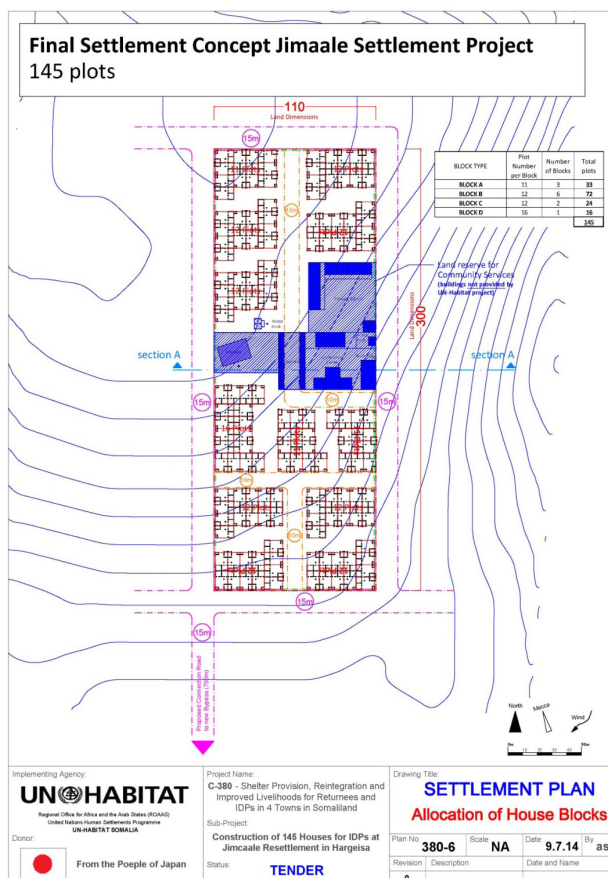 Final Settlement Concept Jimaale Settlement Project
145 plots
110
Land Dimensions
15m
BLOCK TYPE Plot Number per Block Number of Blocks Total plots
BLOCK A 11 3 33
BLOCK B 12 6 72
BLOCK C 12 2 24
BLOCK D 16 1 16
145
10m
Land reserve for
Community Services
(buildings not provided by
UN-Habitat project)
Land Dimensions
300
section A
section A
15m
15m
10m
10m
10m
15m
15m
Proposed Connection Road
North
Mecca
Wind
Implementing Agency:
UN HABITAT
Regional Office for Africa and the Arab States (ROAAS)
United Nations Human Settlements Programme
UN-HABITAT SOMALIA
Donor:
From the Poeple of Japan
Project Name:
C-380 - Shelter Provision, Reintegration and
Improved Livelihoods for Returnees and
IDPs in 4 Towns in Somaliland
Sub-Project:
Construction of 145 Houses for IDPs at
Jimcaale Resettlement in Hargeisa
Status:
TENDER
Drawing Title:
SETTLEMENT PLAN
Allocation of House Blocks
Plan No. 380-6 Scale NA Date 9.7.14 By as
Revision Description Date and Name